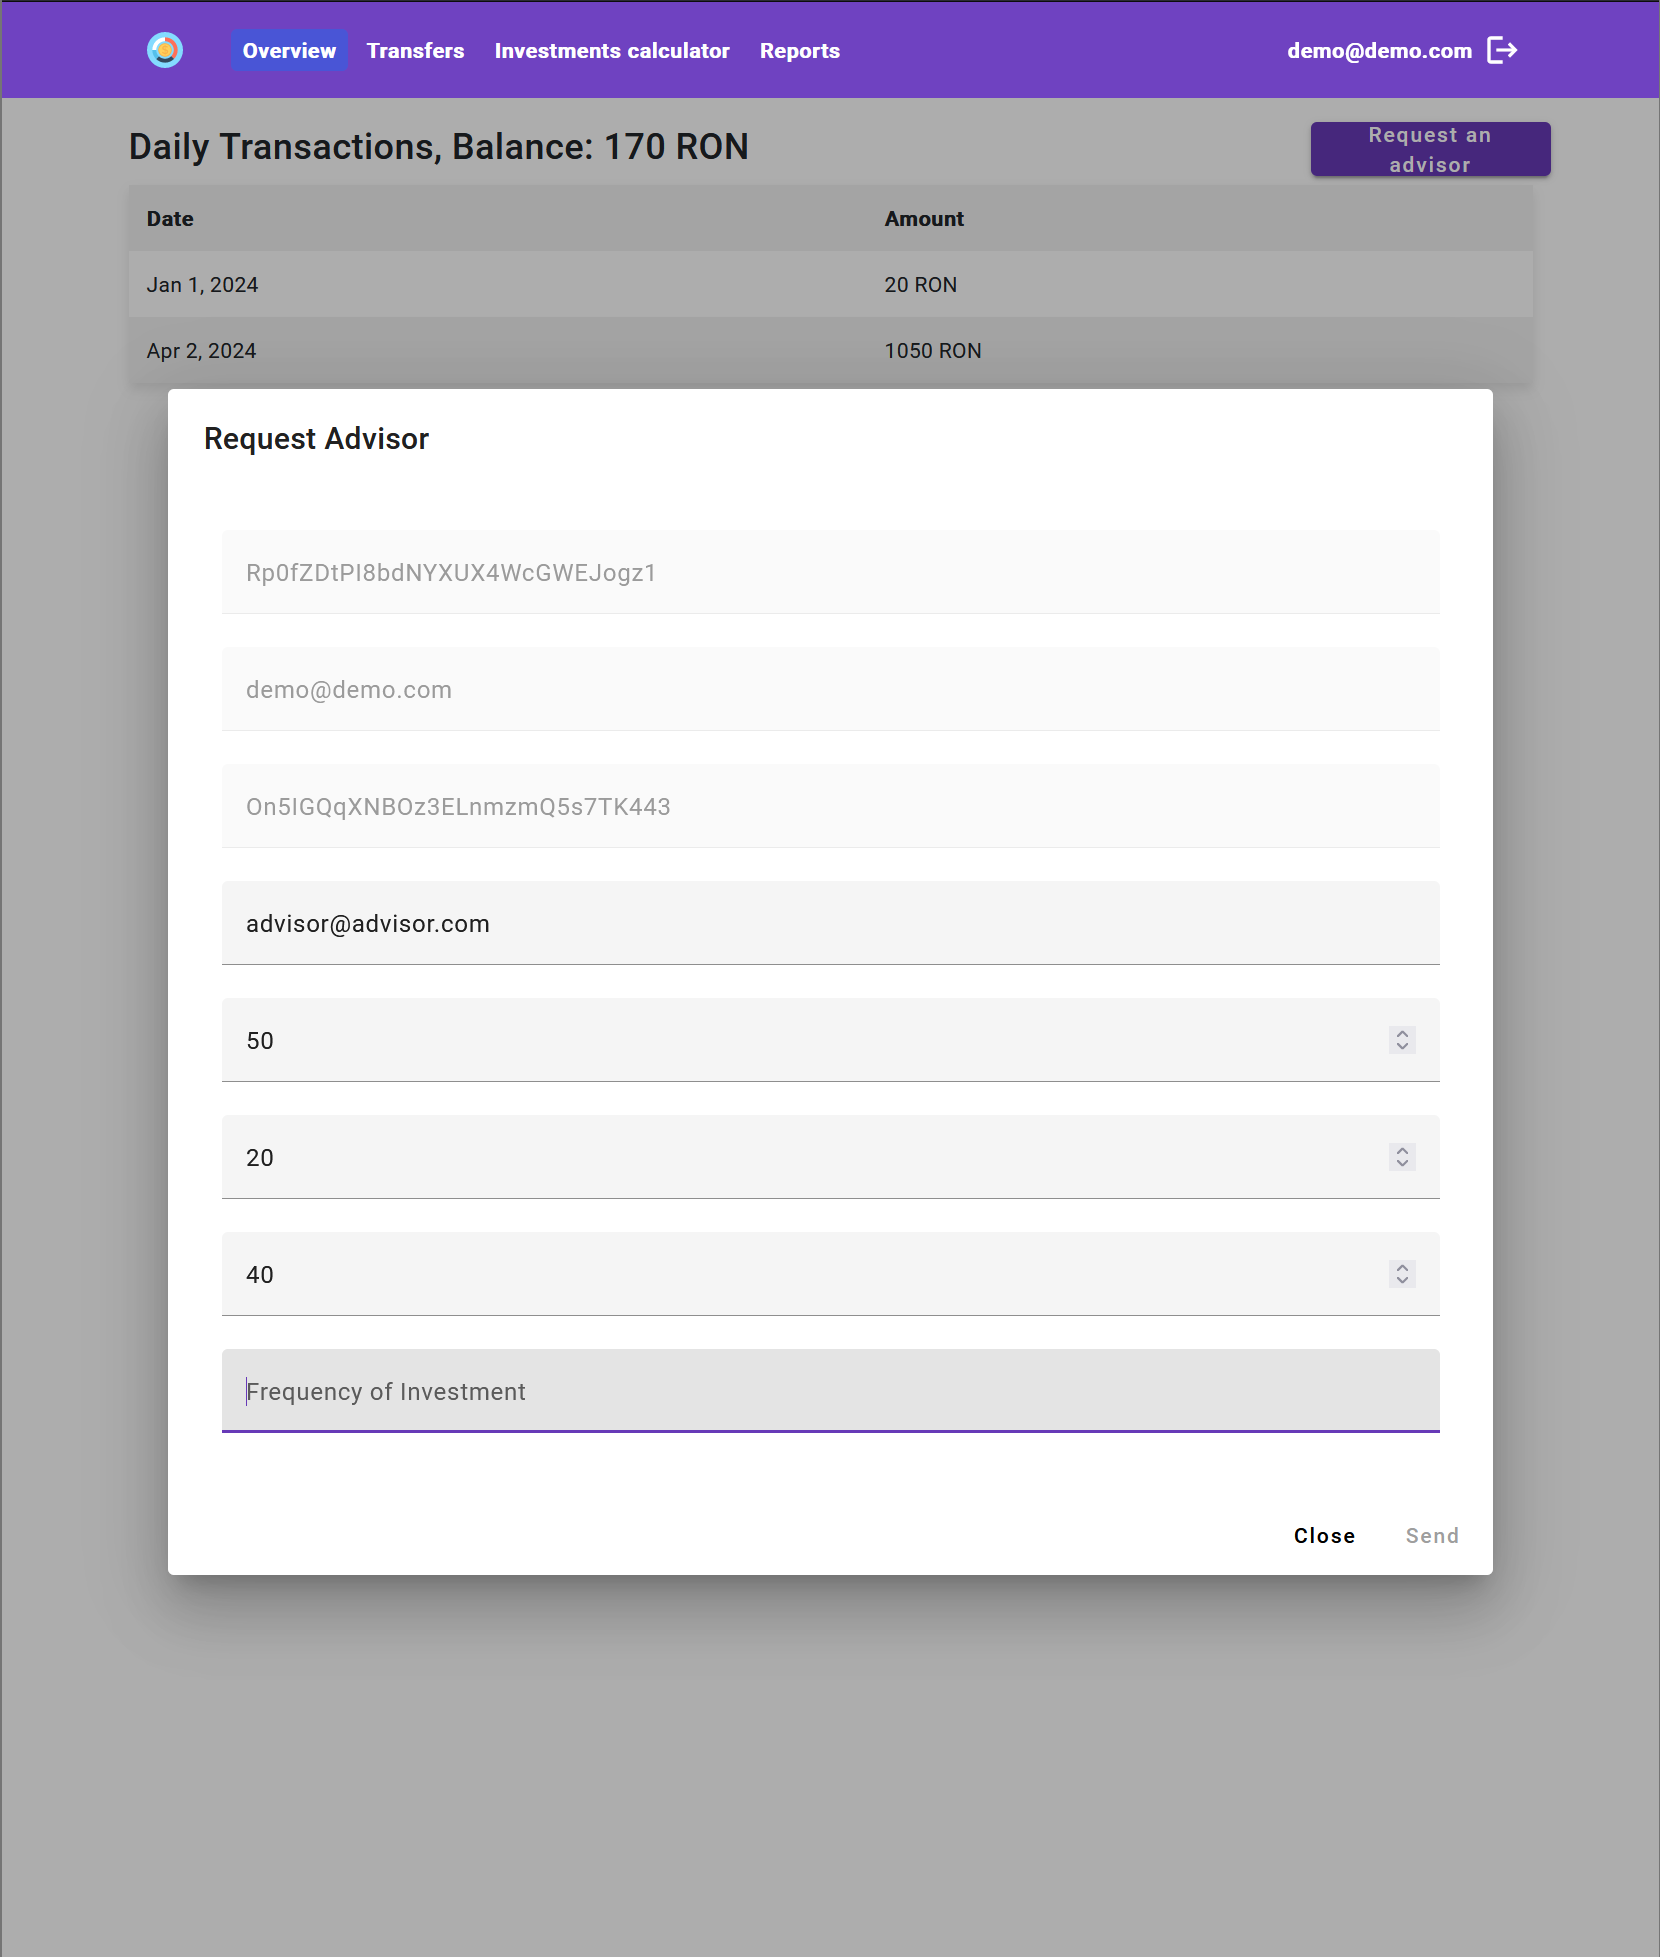 Overview Transfers Investments calculator Reports demo@demo.com
Daily Transactions, Balance: 170 RON
Request an
advisor
Date Amount
Jan 1, 2024 20 RON
Apr 2, 2024 1050 RON
Request Advisor
Rp0fZDtPI8bdNYXUX4WcGWEJogz1
demo@demo.com
On5IGQqXNBOz3ELnmzmQ5s7TK443
advisor@advisor.com
50
20
40
Frequency of Investment
Close Send